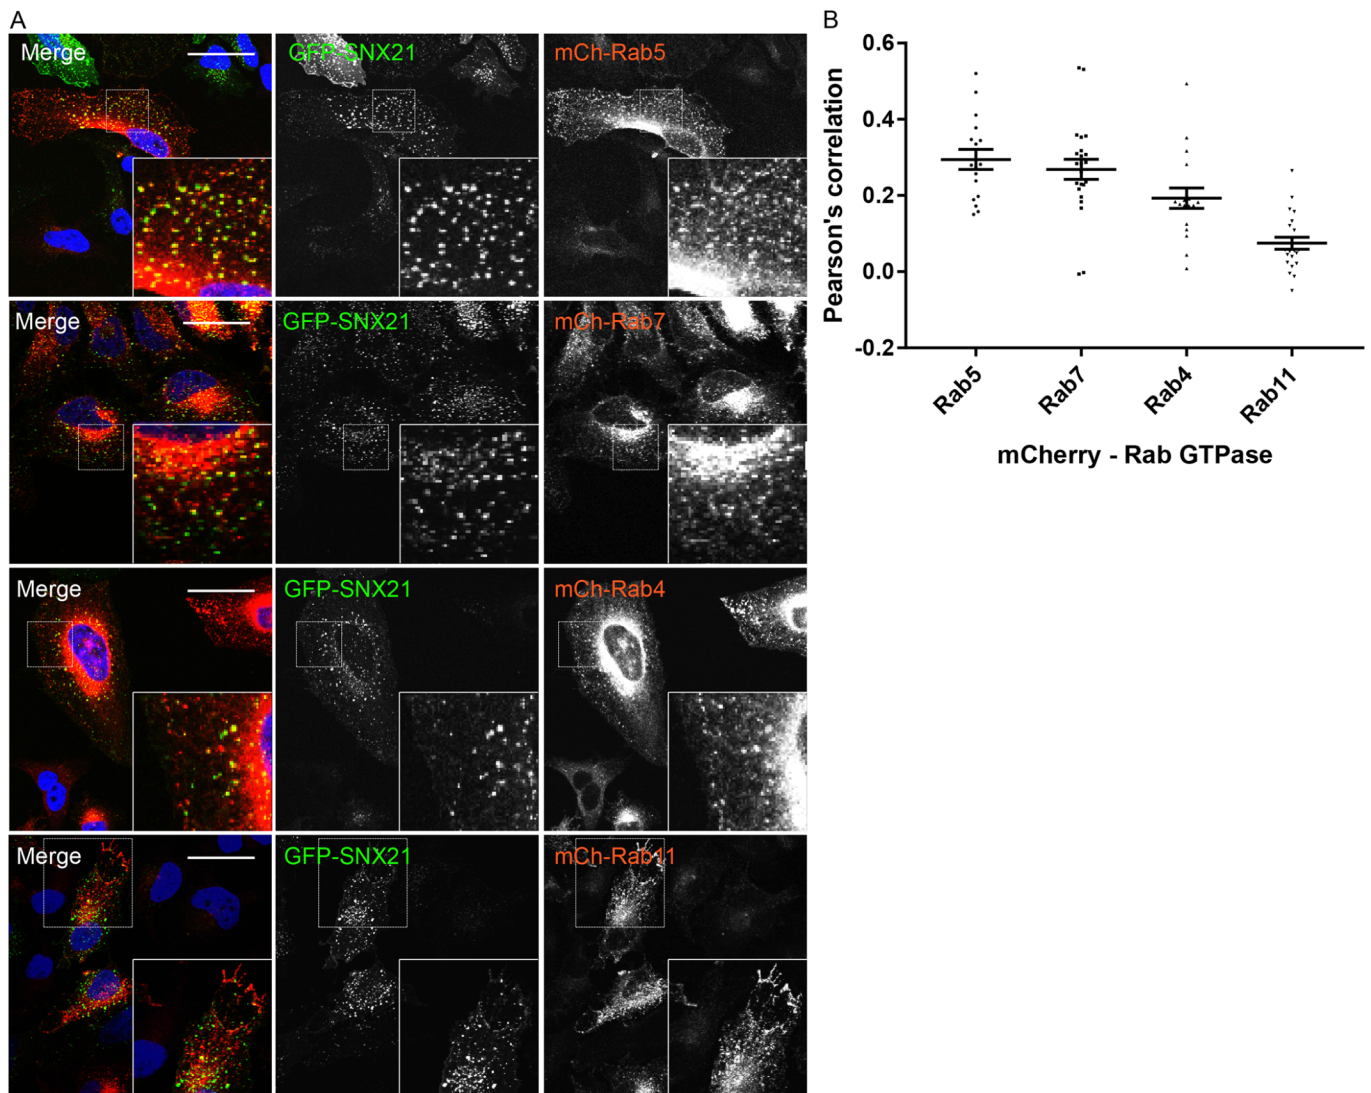 A
Merge GFP-SNX21 mCh-Rab5
Merge GFP-SNX21 mCh-Rab7
Merge GFP-SNX21 mCh-Rab4
Merge GFP-SNX21 mCh-Rab11
B
Pearson's correlation
0.6
0.4
0.2
0.0
-0.2
Rab5 Rab7 Rab4 Rab11
mCherry - Rab GTPase